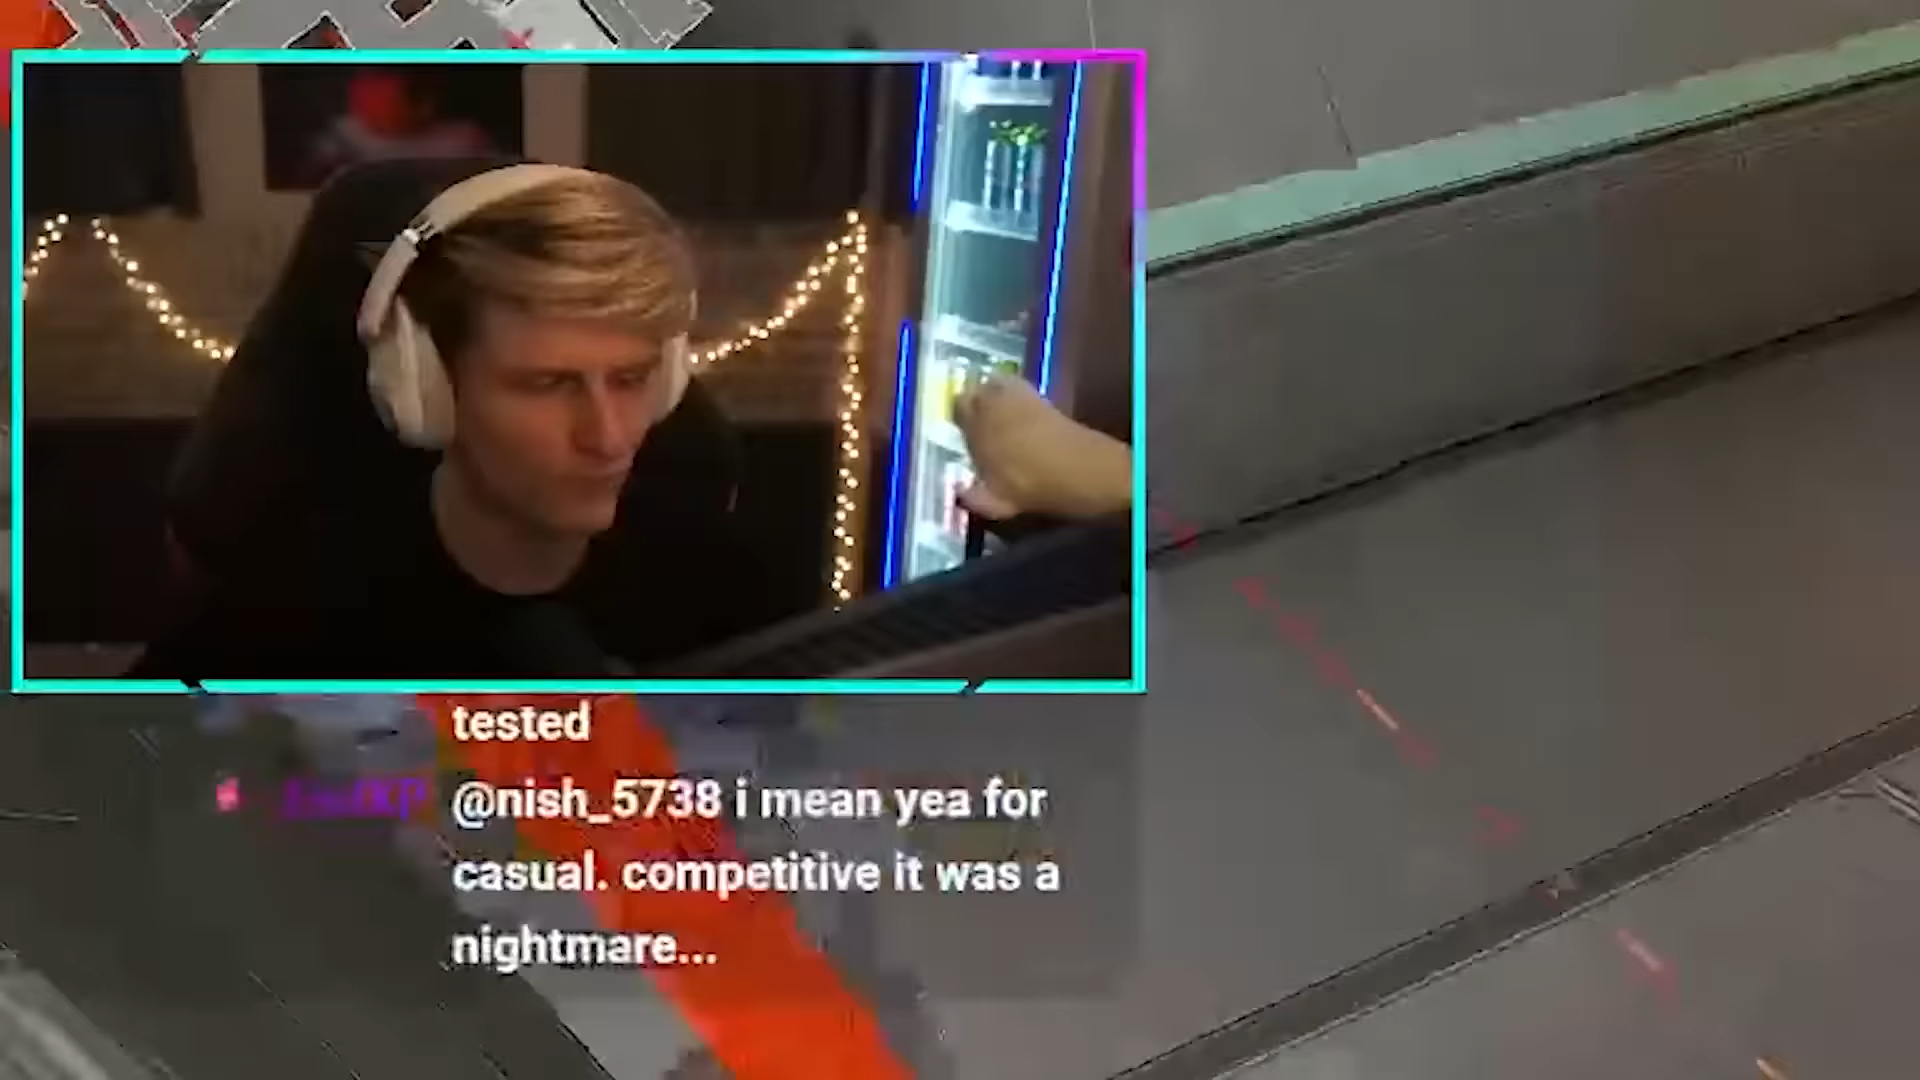 tested
@nish_5738 i mean yea for
casual. competitive it was a
nightmare...